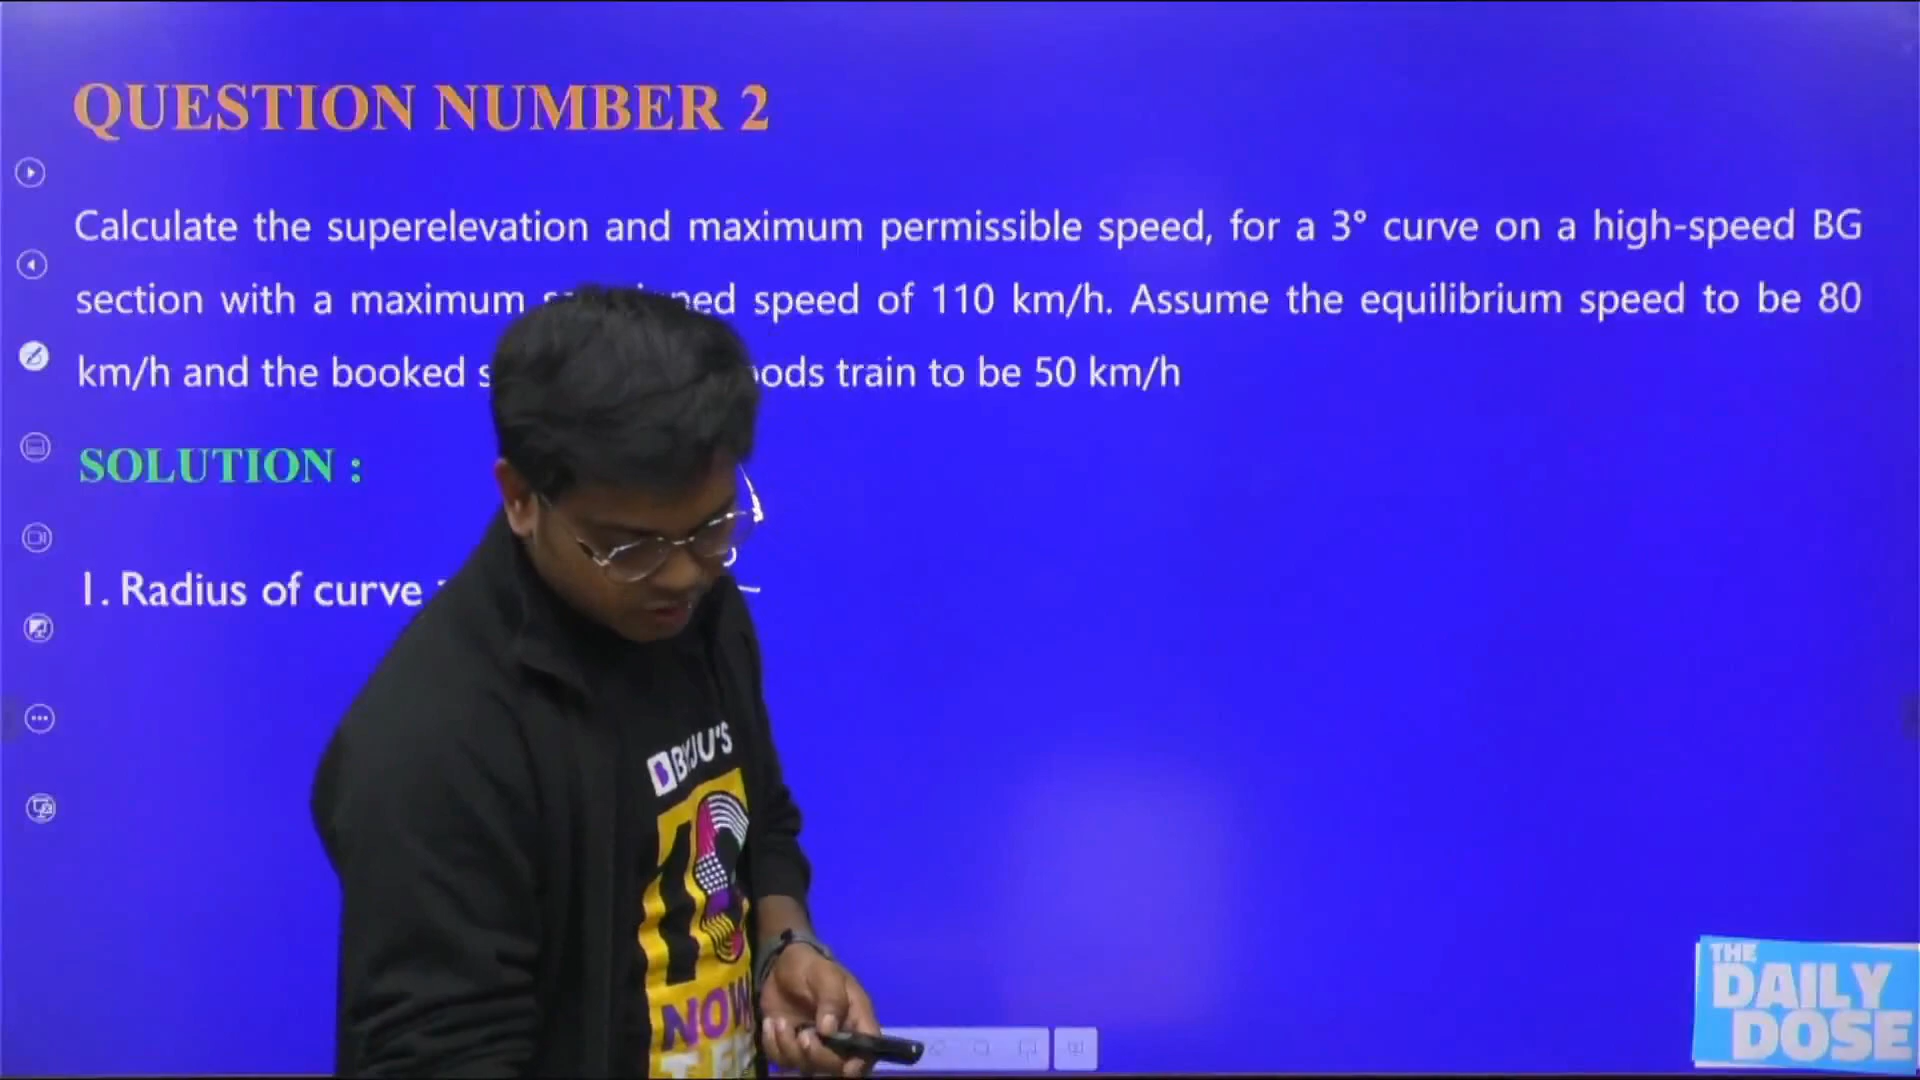 QUESTION NUMBER 2
Calculate the superelevation and maximum permissible speed, for a 3° curve on a high-speed BG
section with a maximum speed of 110 km/h. Assume the equilibrium speed to be 80
km/h and the booked train to be 50 km/h
SOLUTION :
1. Radius of curve
BYJU'S
NOW
THE
DAILY
DOSE